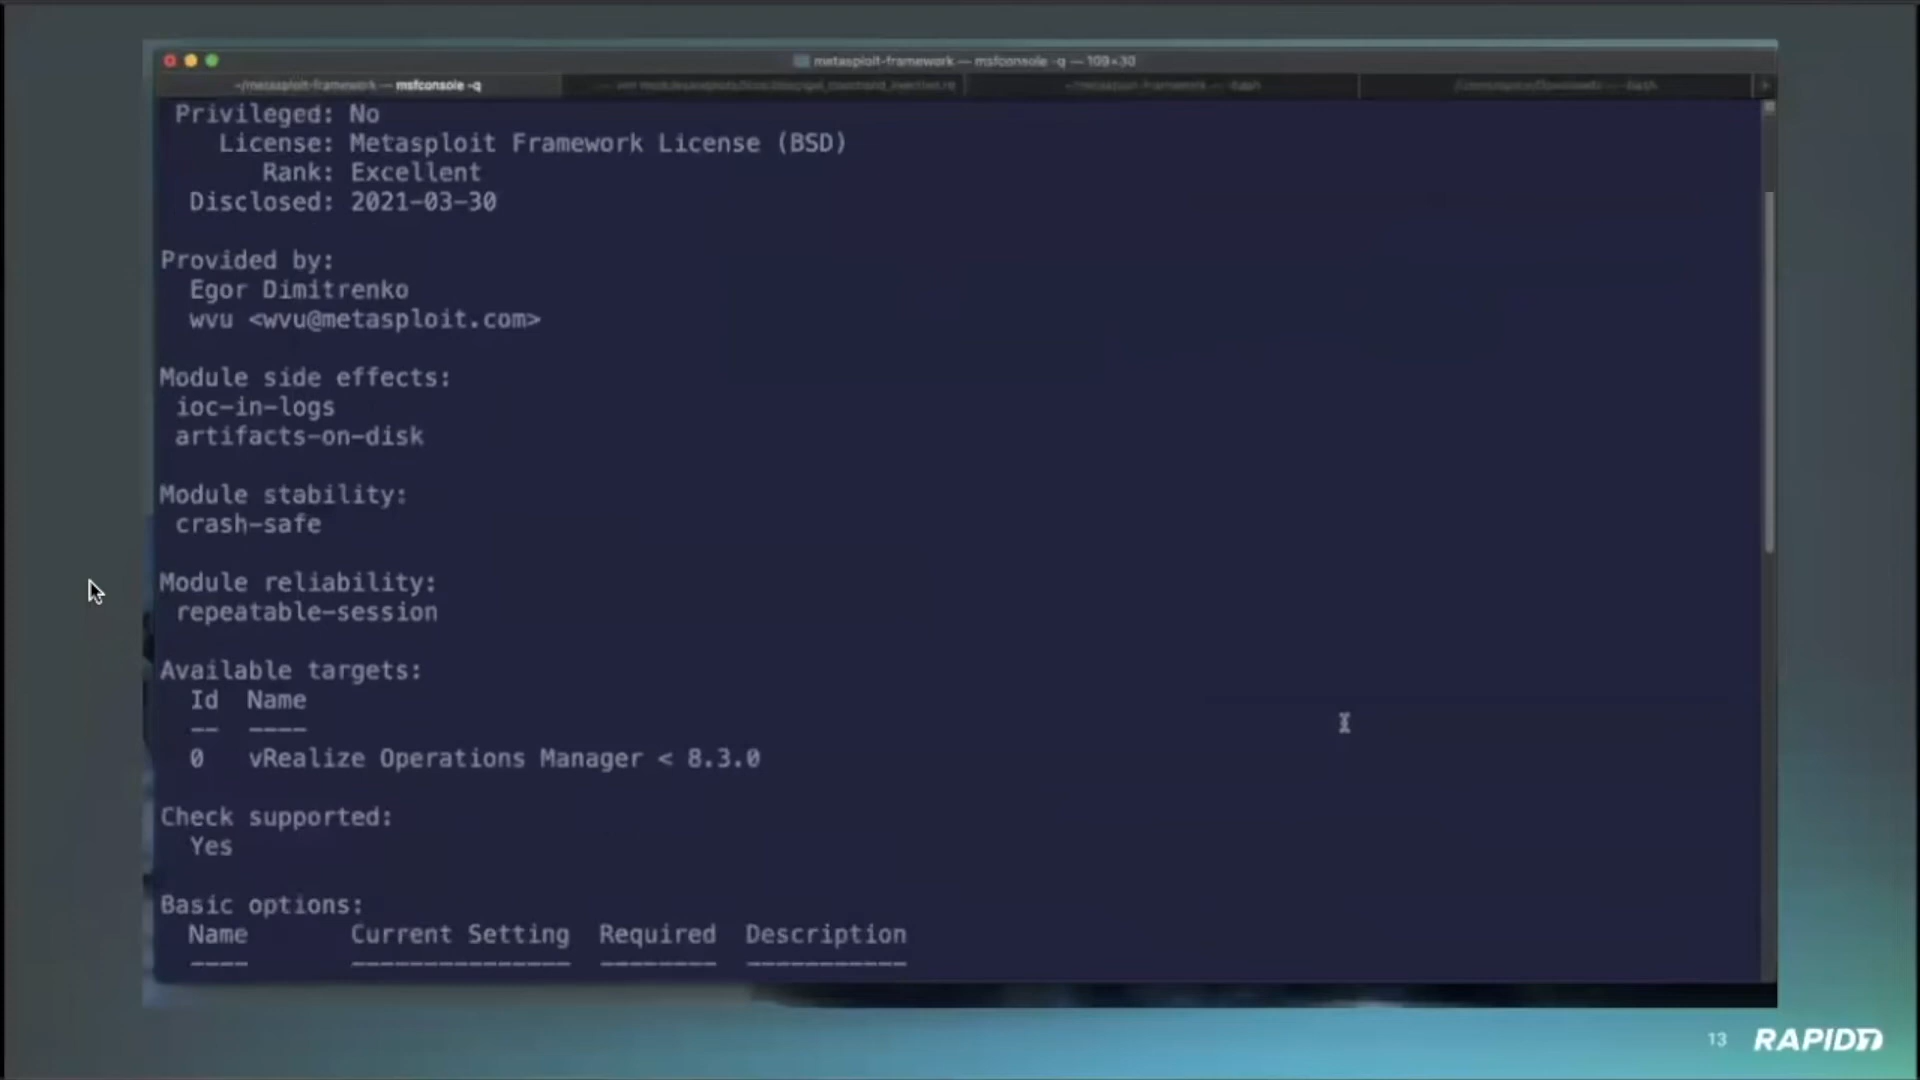 metasploit-framework — msfconsole -q — 109×30
~/metasploit-framework — msfconsole -q
Privileged: No
License: Metasploit Framework License (BSD)
Rank: Excellent
Disclosed: 2021-03-30
Provided by:
Egor Dimitrenko
wvu <wvu@metasploit.com>
Module side effects:
ioc-in-logs
artifacts-on-disk
Module stability:
crash-safe
Module reliability:
repeatable-session
Available targets:
Id Name
-- ----
0 vRealize Operations Manager < 8.3.0
Check supported:
Yes
Basic options:
Name Current Setting Required Description
---- --------------- -------- -----------
13 RAPID7